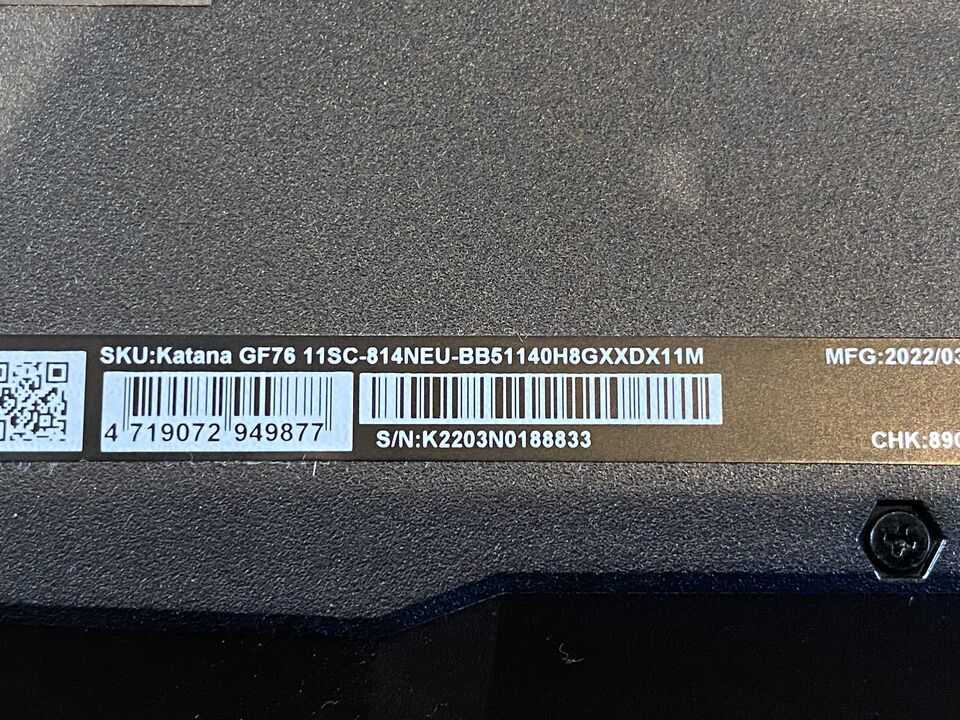 SKU:Katana GF76 11SC-814NEU-BB51140H8GXXDX11M
MFG:2022/03
4 719072 949877
S/N:K2203N0188833
CHK:890